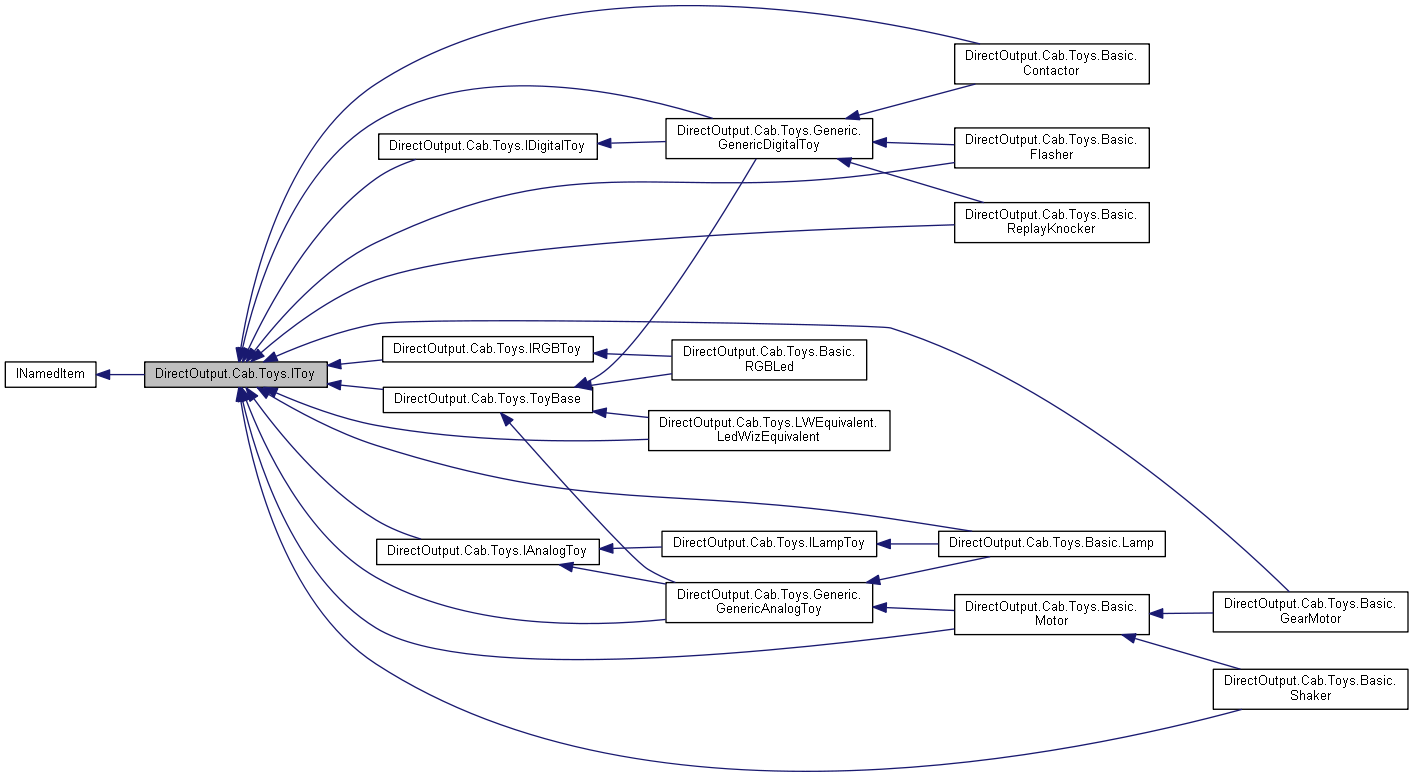 INamedItem
DirectOutput.Cab.Toys.IToy
DirectOutput.Cab.Toys.IDigitalToy
DirectOutput.Cab.Toys.IRGBToy
DirectOutput.Cab.Toys.ToyBase
DirectOutput.Cab.Toys.IAnalogToy
DirectOutput.Cab.Toys.Generic.
GenericDigitalToy
DirectOutput.Cab.Toys.Basic.
RGBLed
DirectOutput.Cab.Toys.LWEquivalent.
LedWizEquivalent
DirectOutput.Cab.Toys.ILampToy
DirectOutput.Cab.Toys.Generic.
GenericAnalogToy
DirectOutput.Cab.Toys.Basic.
Contactor
DirectOutput.Cab.Toys.Basic.
Flasher
DirectOutput.Cab.Toys.Basic.
ReplayKnocker
DirectOutput.Cab.Toys.Basic.Lamp
DirectOutput.Cab.Toys.Basic.
Motor
DirectOutput.Cab.Toys.Basic.
GearMotor
DirectOutput.Cab.Toys.Basic.
Shaker